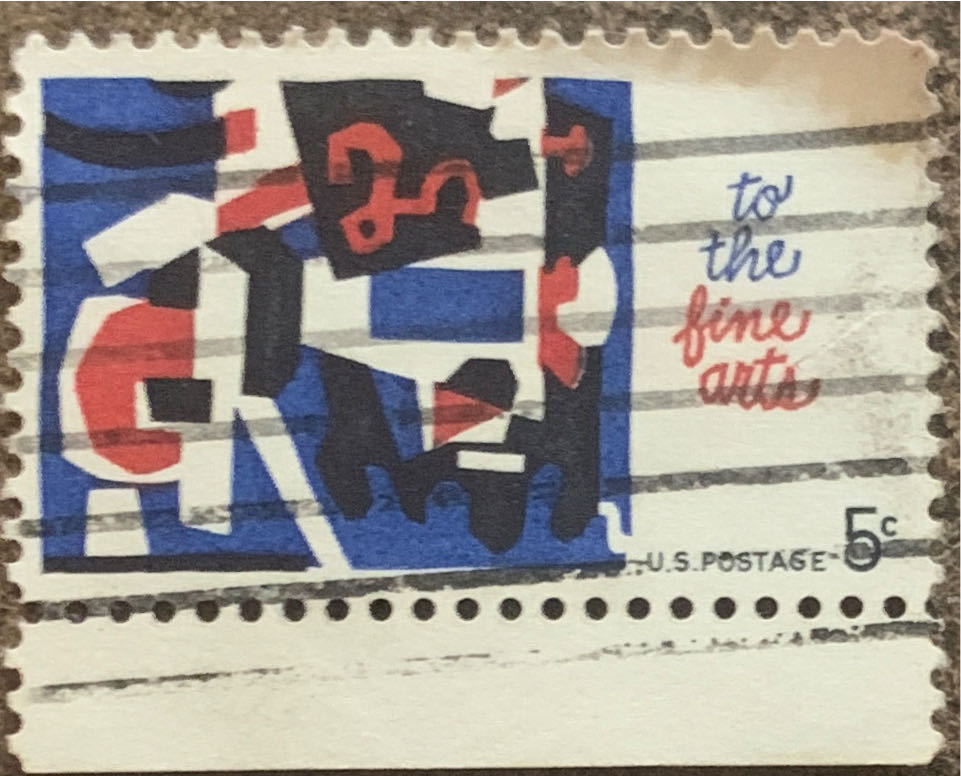 to
the
fine
arts
U.S. POSTAGE 5c